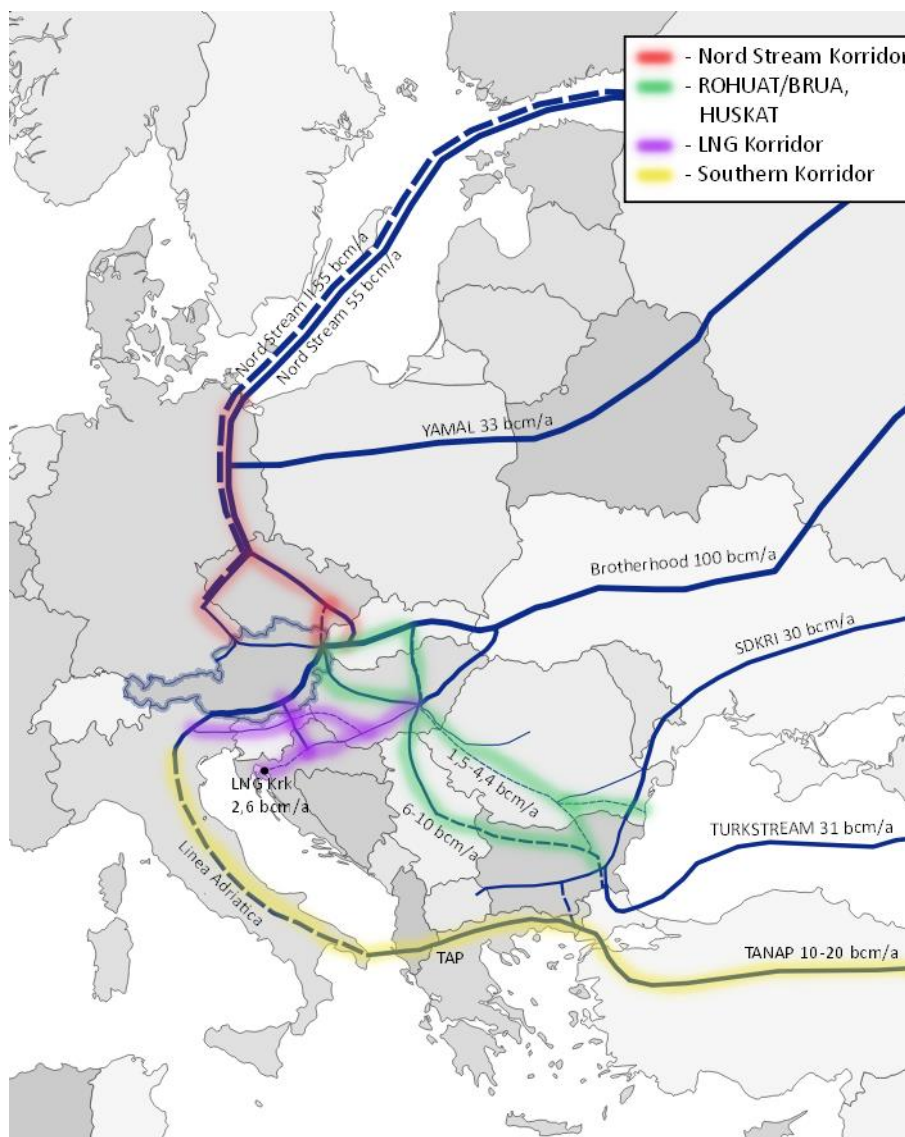 - Nord Stream Korridor
- ROHUAT/BRUA,
HUSKAT
- LNG Korridor
- Southern Korridor
Nord Stream II 55 bcm/a
Nord Stream 55 bcm/a
YAMAL 33 bcm/a
Brotherhood 100 bcm/a
SDKRI 30 bcm/a
LNG Krk
2,6 bcm/a
1,5-4,4 bcm/a
6-10 bcm/a
TURKSTREAM 31 bcm/a
Linea Adriatica
TAP
TANAP 10-20 bcm/a